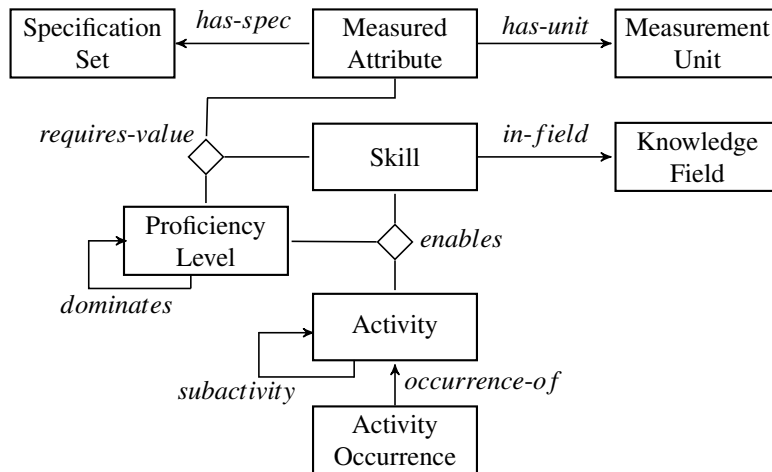 Specification
Set
has-spec
Measured
Attribute
has-unit
Measurement
Unit
requires-value
Skill
in-field
Knowledge
Field
Proficiency
Level
enables
dominates
Activity
subactivity
occurrence-of
Activity
Occurrence